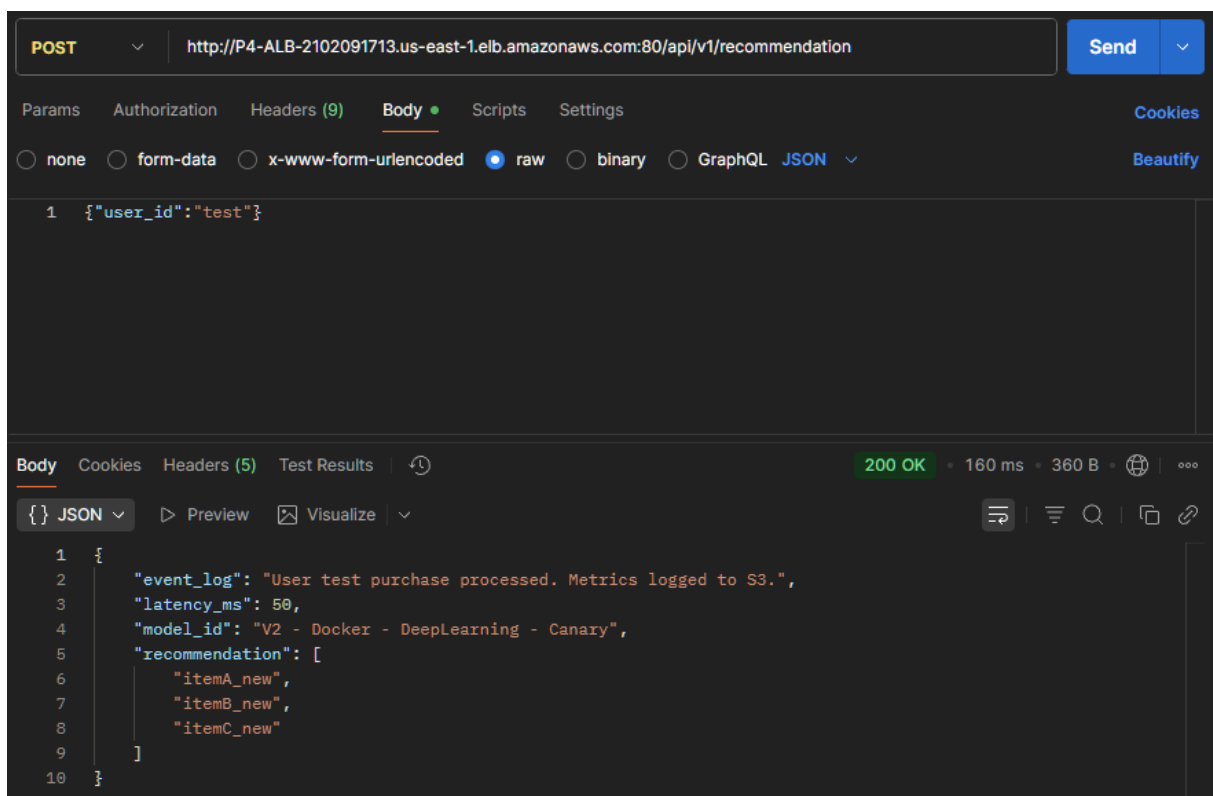 POST http://P4-ALB-2102091713.us-east-1.elb.amazonaws.com:80/api/v1/recommendation Send
Params Authorization Headers (9) Body Scripts Settings Cookies
none form-data x-www-form-urlencoded raw binary GraphQL JSON Beautify
1 {"user_id":"test"}
Body Cookies Headers (5) Test Results 200 OK 160 ms 360 B
{} JSON Preview Visualize
1 {
2 "event_log": "User test purchase processed. Metrics logged to S3.",
3 "latency_ms": 50,
4 "model_id": "V2 - Docker - DeepLearning - Canary",
5 "recommendation": [
6 "itemA_new",
7 "itemB_new",
8 "itemC_new"
9 ]
10 }